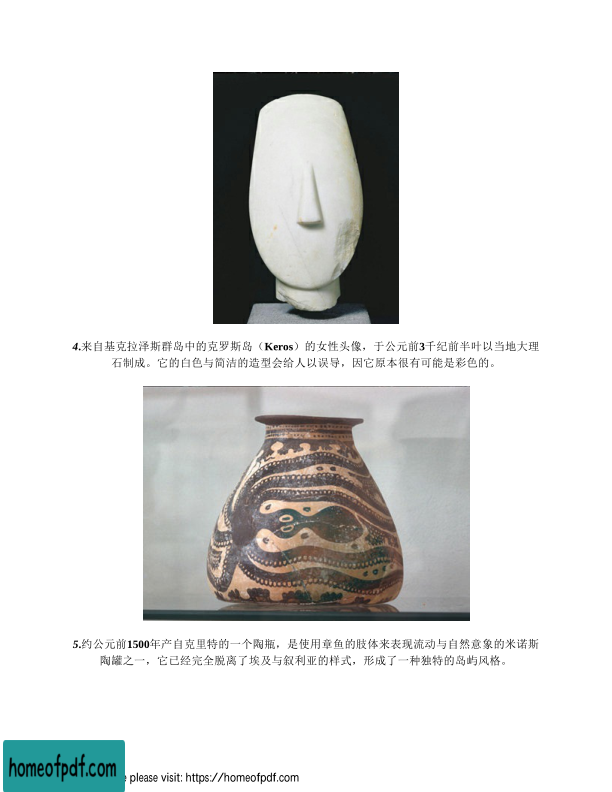 4.来自基克拉泽斯群岛中的克罗斯岛（Keros）的女性头像，于公元前3千纪前半叶以当地大理
石制成。它的白色与简洁的造型会给人以误导，因它原本很有可能是彩色的。
5.约公元前1500年产自克里特的一个陶瓶，是使用章鱼的肢体来表现流动与自然意象的米诺斯
陶罐之一，它已经完全脱离了埃及与叙利亚的样式，形成了一种独特的岛屿风格。
homeofpdf.com
please visit: https://homeofpdf.com